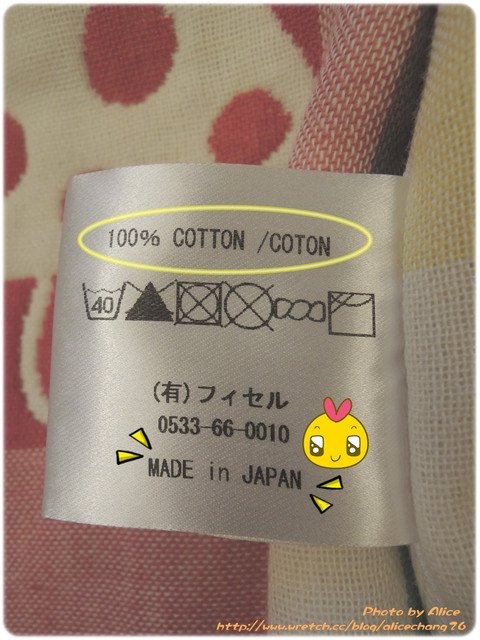 100% COTTON /COTON
40
(有)フィセル
0533-66-0010
MADE in JAPAN
Photo by Alice
http://www.wretch.cc/blog/alicechang76